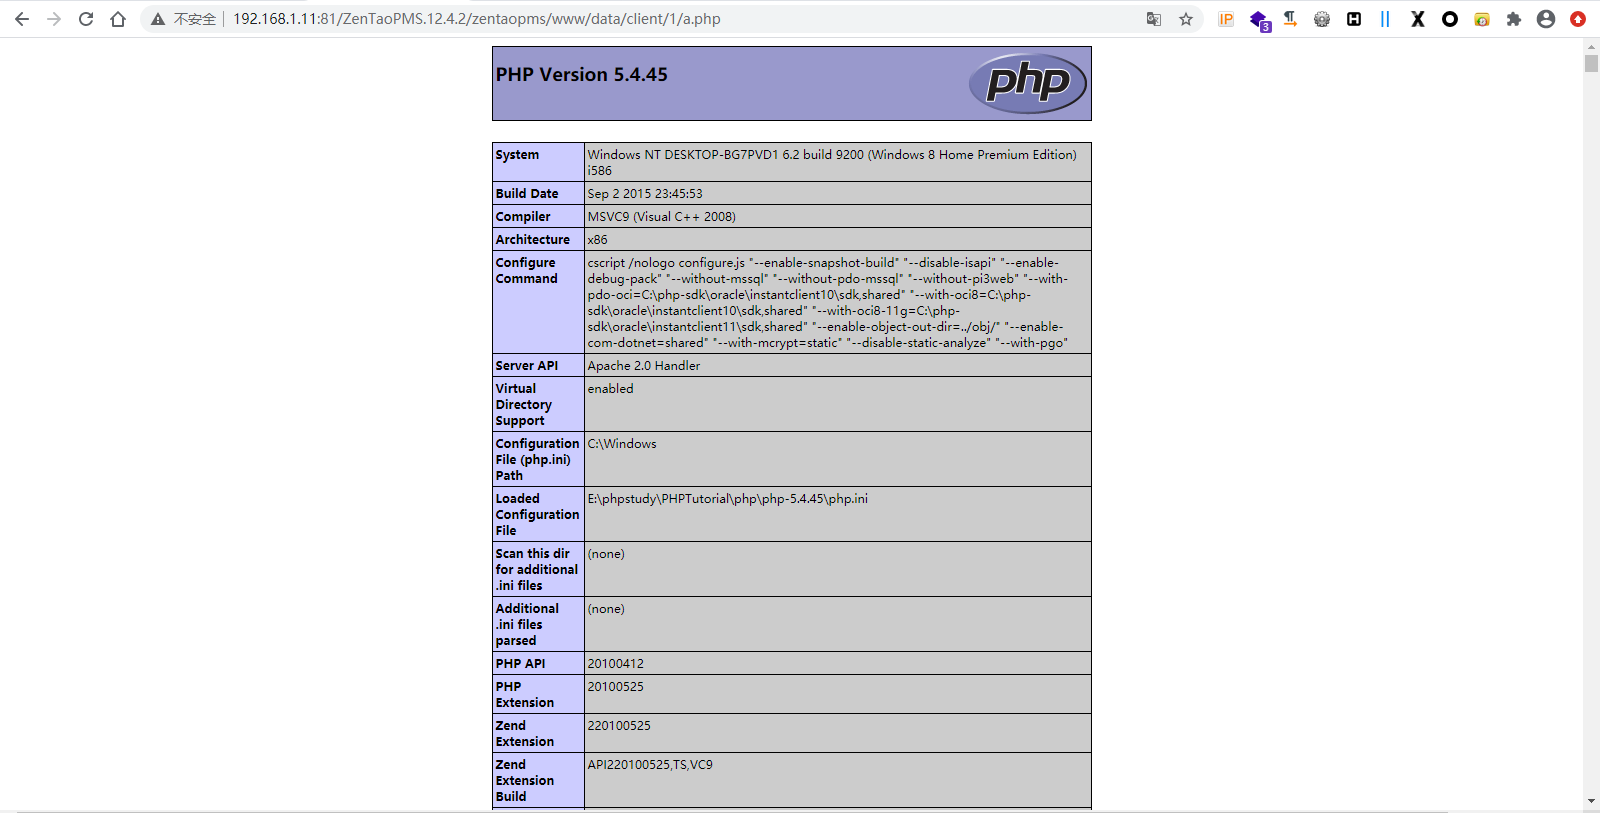 不安全 192.168.1.11:81/ZenTaoPMS.12.4.2/zentaopms/www/data/client/1/a.php
IP
3
PHP Version 5.4.45
php
System
Windows NT DESKTOP-BG7PVD1 6.2 build 9200 (Windows 8 Home Premium Edition)
i586
Build Date
Sep 2 2015 23:45:53
Compiler
MSVC9 (Visual C++ 2008)
Architecture
x86
Configure
Command
cscript /nologo configure.js "--enable-snapshot-build" "--disable-isapi" "--enable-
debug-pack" "--without-mssql" "--without-pdo-mssql" "--without-pi3web" "--with-
pdo-oci=C:\php-sdk\oracle\instantclient10\sdk,shared" "--with-oci8=C:\php-
sdk\oracle\instantclient10\sdk,shared" "--with-oci8-11g=C:\php-
sdk\oracle\instantclient11\sdk,shared" "--enable-object-out-dir=../obj/" "--enable-
com-dotnet=shared" "--with-mcrypt=static" "--disable-static-analyze" "--with-pgo"
Server API
Apache 2.0 Handler
Virtual
Directory
Support
enabled
Configuration
File (php.ini)
Path
C:\Windows
Loaded
Configuration
File
E:\phpstudy\PHPTutorial\php\php-5.4.45\php.ini
Scan this dir
for additional
.ini files
(none)
Additional
.ini files
parsed
(none)
PHP API
20100412
PHP
Extension
20100525
Zend
Extension
220100525
Zend
Extension
Build
API220100525,TS,VC9